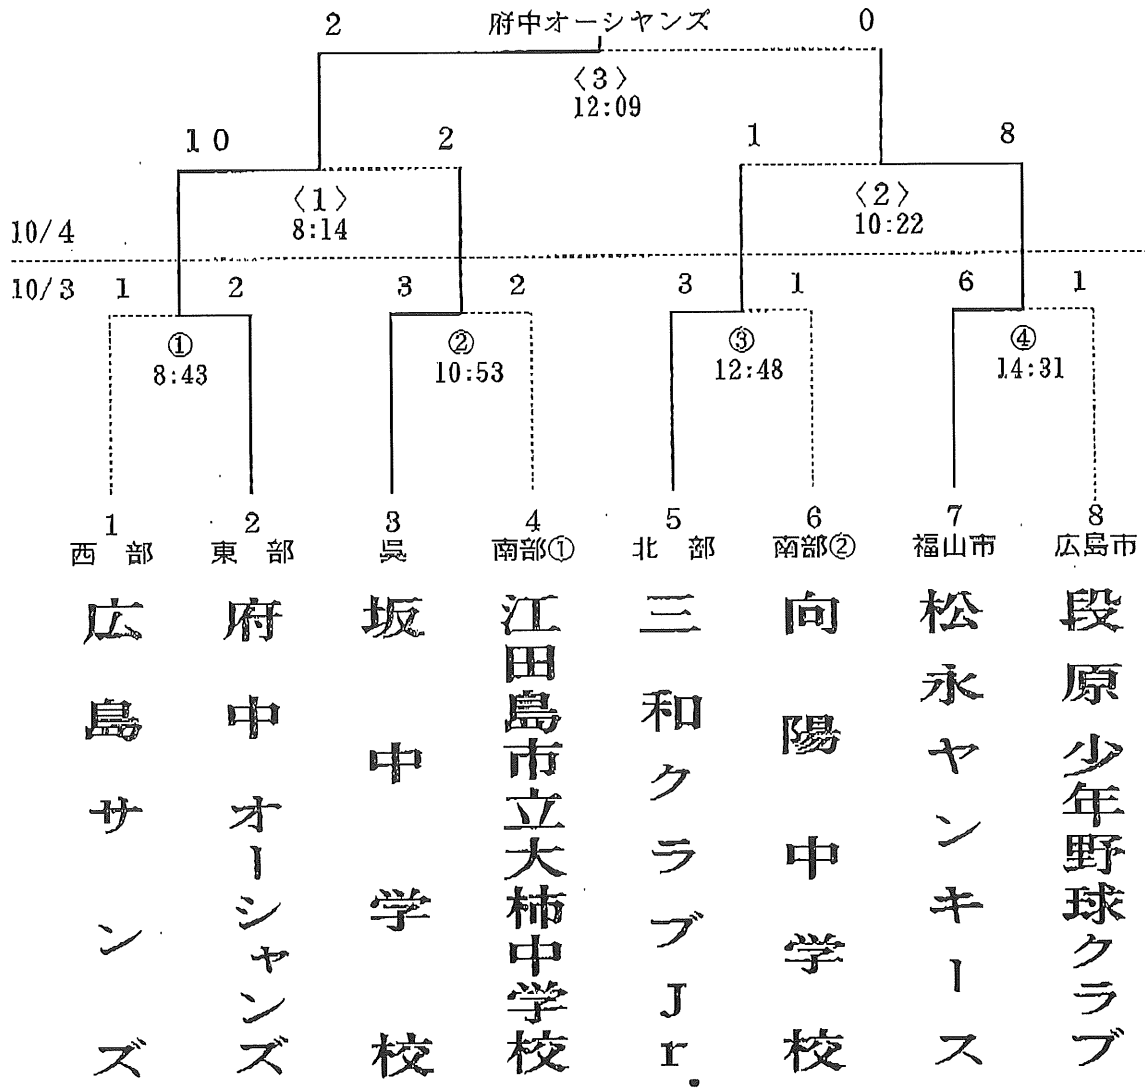 2 府中オーシヤンズ 0
〈3〉
12:09
10 2 1 8
〈1〉 〈2〉
8:14 10:22
10/4
10/3 1 2 3 2 3 1 6 1
① ② ③ ④
8:43 10:53 12:48 14:31
1 2 3 4 5 6 7 8
西部 東部 呉 南部① 北部 南部② 福山市 広島市
広島サンズ
府中オーシャンズ
坂中学校
江田島市立大柿中学校
三和クラブJr.
向陽中学校
松永ヤンキース
段原少年野球クラブ